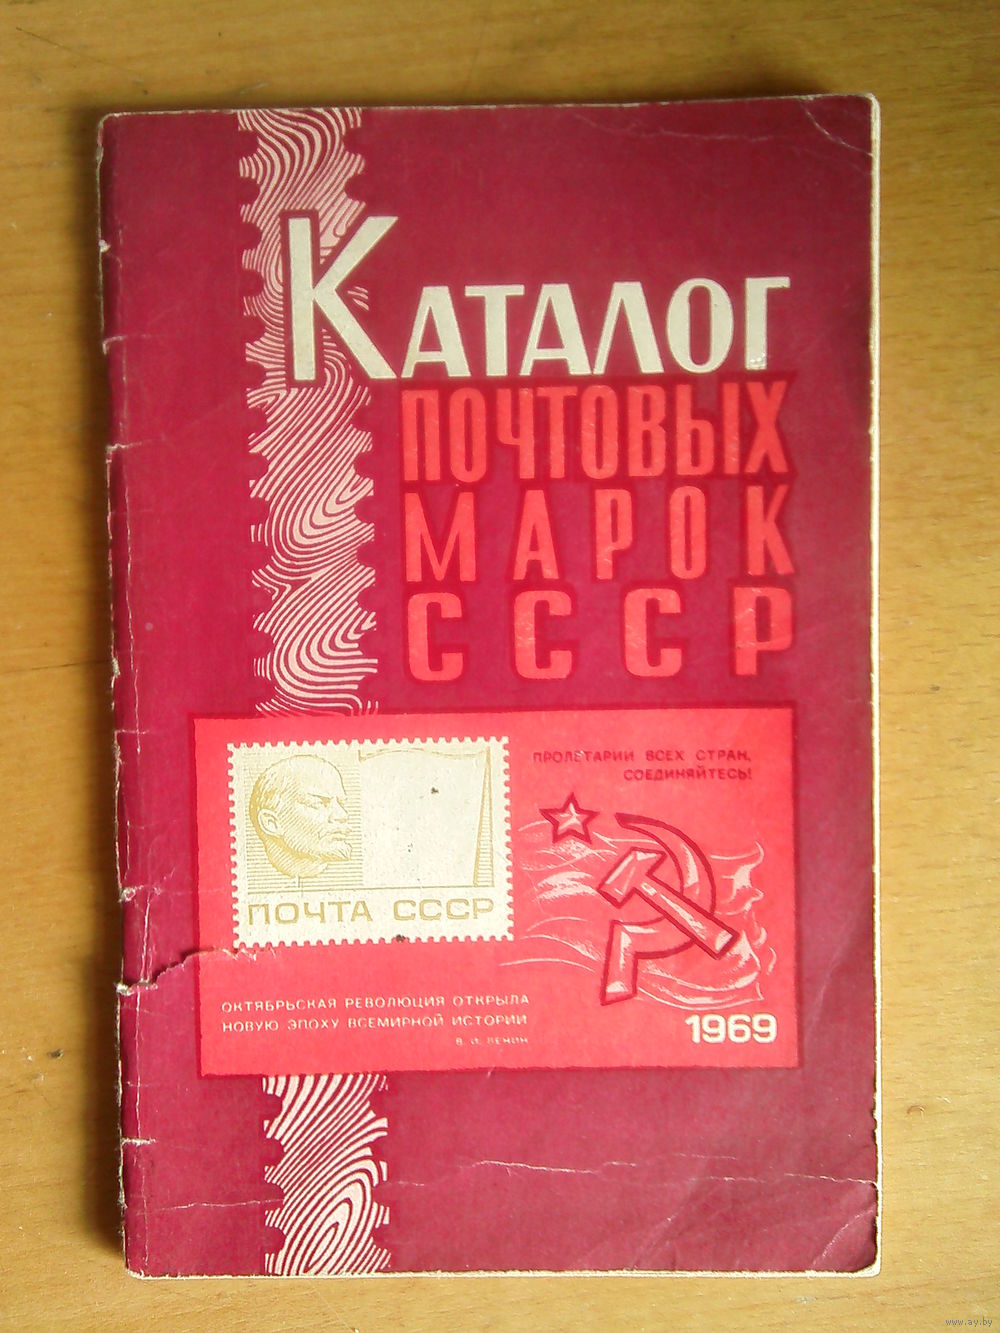 КАТАЛОГ
ПОЧТОВЫХ
МАРОК
СССР
ПРОЛЕТАРИИ ВСЕХ СТРАН,
СОЕДИНЯЙТЕСЬ!
ПОЧТА СССР
ОКТЯБРЬСКАЯ РЕВОЛЮЦИЯ ОТКРЫЛА
НОВУЮ ЭПОХУ ВСЕМИРНОЙ ИСТОРИИ
В. И. ЛЕНИН
1969
www.ay.by